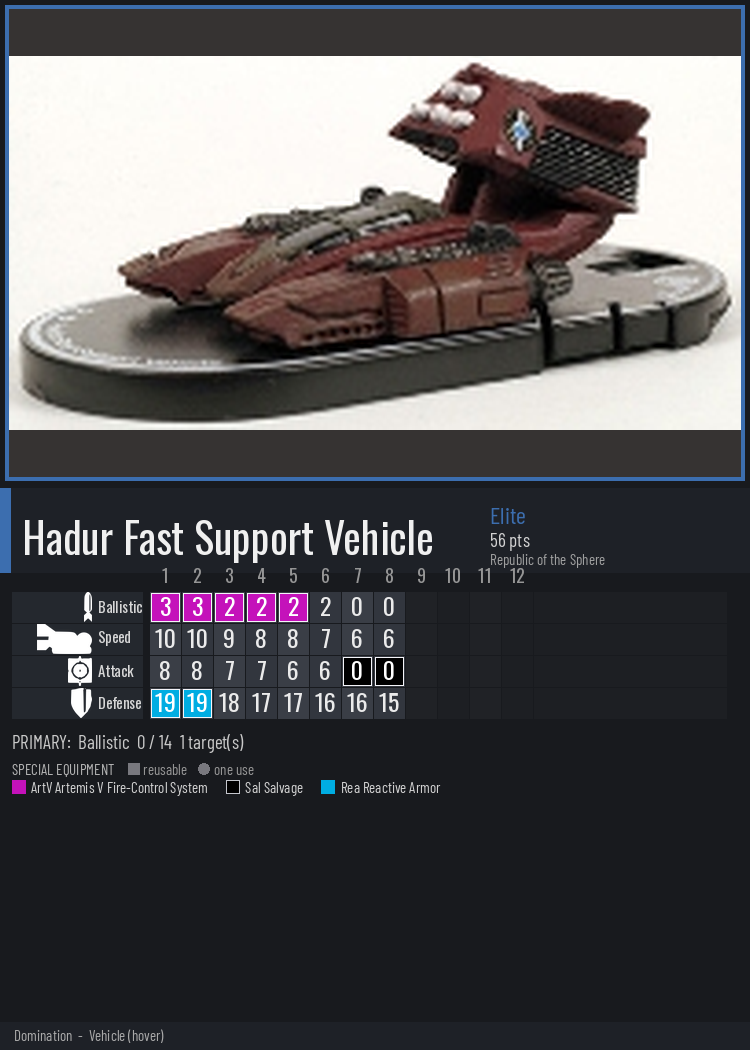 Hadur Fast Support Vehicle
Elite
56 pts
Republic of the Sphere
1 2 3 4 5 6 7 8 9 10 11 12
Ballistic 3 3 2 2 2 2 0 0
Speed 10 10 9 8 8 7 6 6
Attack 8 8 7 7 6 6 0 0
Defense 19 19 18 17 17 16 16 15
PRIMARY: Ballistic 0 / 14 1 target(s)
SPECIAL EQUIPMENT reusable one use
ArtV Artemis V Fire-Control System Sal Salvage Rea Reactive Armor
Domination - Vehicle (hover)